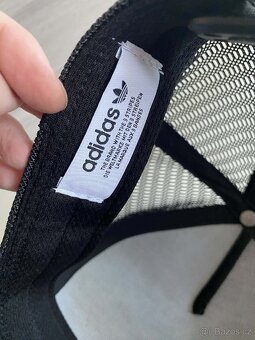 adidas
THE BRAND WITH THE 3 STRIPES
DIE WELTMARKE MIT DEN 3 STREIFEN
LA MARQUE AUX 3 BANDES
Bazos.cz